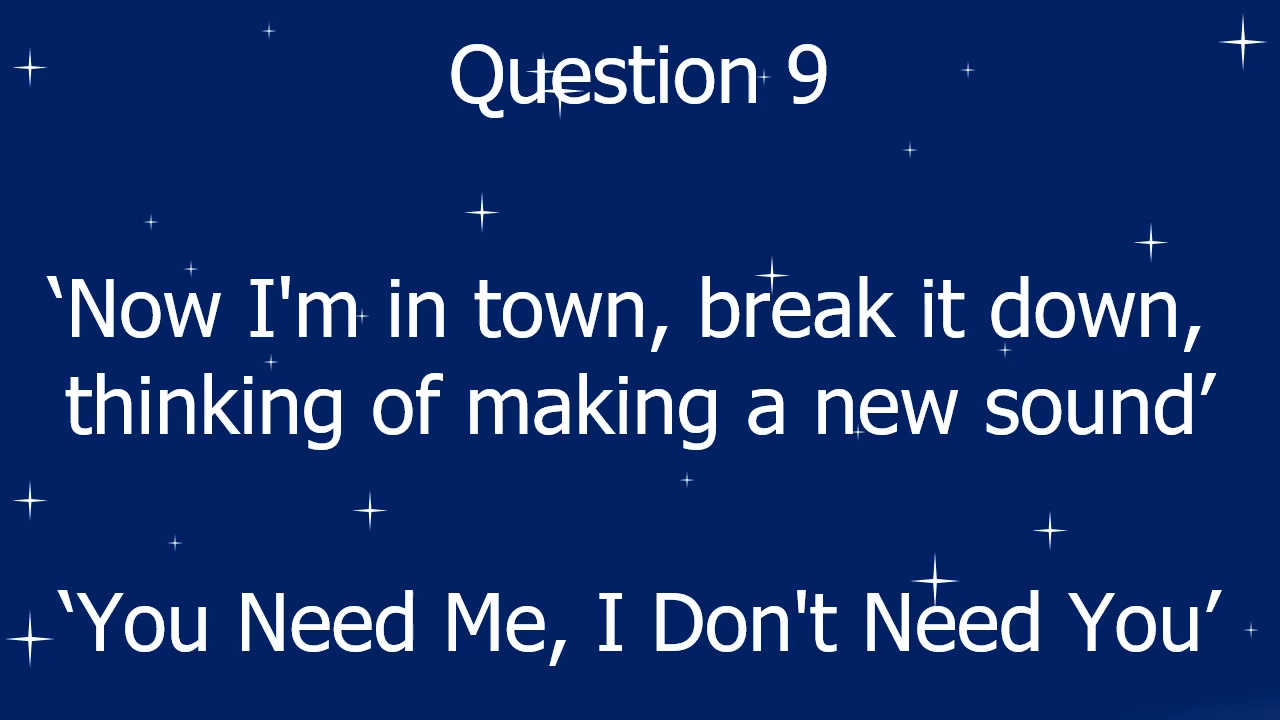 Question 9
‘Now I'm in town, break it down,
thinking of making a new sound’
‘You Need Me, I Don't Need You’